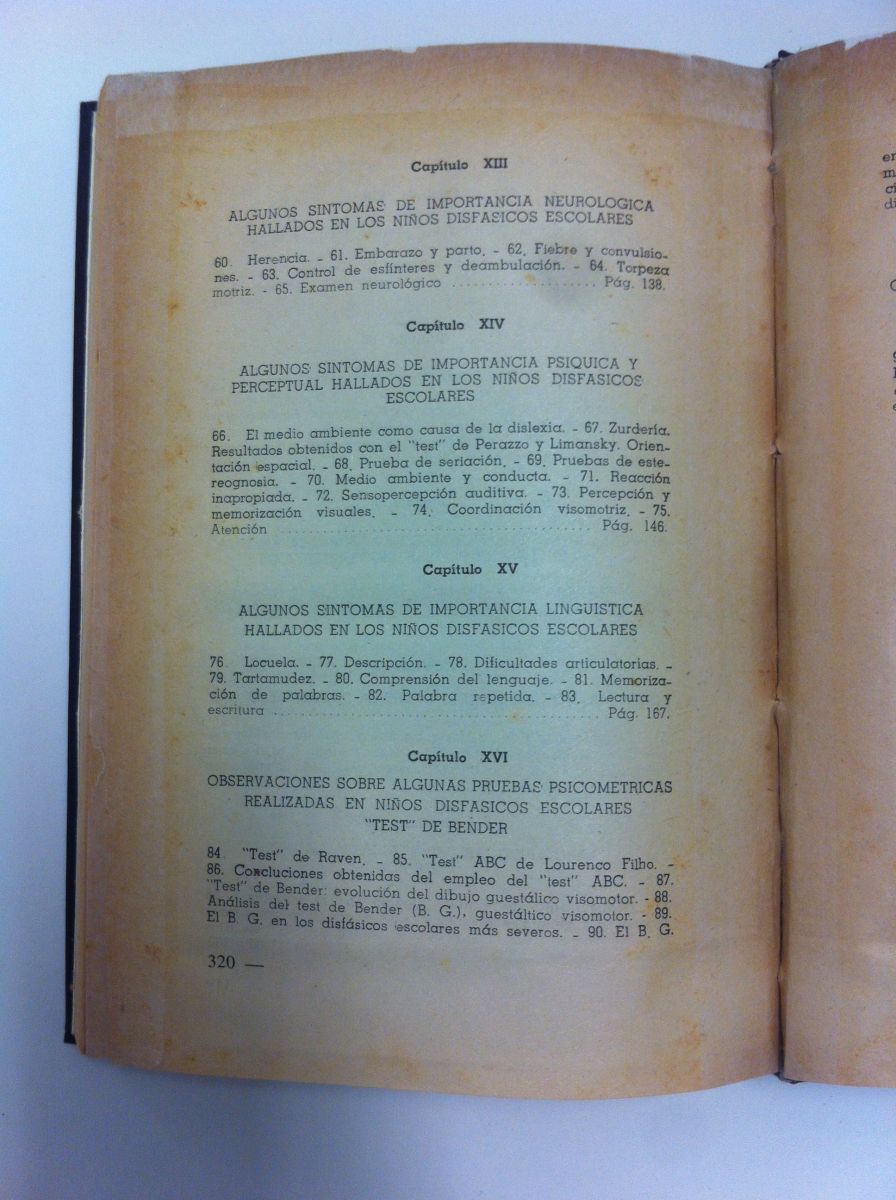 Capítulo XIII
ALGUNOS SINTOMAS DE IMPORTANCIA NEUROLOGICA
HALLADOS EN LOS NIÑOS DISFASICOS ESCOLARES
60. Herencia. - 61. Embarazo y parto. - 62. Fiebre y convulsio-
nes. - 63. Control de esfínteres y deambulación. - 64. Torpeza
motriz. - 65. Examen neurológico ..................... Pág. 138.
Capítulo XIV
ALGUNOS SINTOMAS DE IMPORTANCIA PSIQUICA Y
PERCEPTUAL HALLADOS EN LOS NIÑOS DISFASICOS
ESCOLARES
66. El medio ambiente como causa de la dislexia. - 67. Zurdería.
Resultados obtenidos con el "test" de Perazzo y Limansky. Orien-
tación espacial. - 68. Prueba de seriación. - 69. Pruebas de este-
reognosia. - 70. Medio ambiente y conducta. - 71. Reacción
inapropiada. - 72. Sensopercepción auditiva. - 73. Percepción y
memorización visuales. - 74. Coordinación visomotriz. - 75.
Atención ............................................. Pág. 146.
Capítulo XV
ALGUNOS SINTOMAS DE IMPORTANCIA LINGUISTICA
HALLADOS EN LOS NIÑOS DISFASICOS ESCOLARES
76. Locuela. - 77. Descripción. - 78. Dificultades articulatorias. -
79. Tartamudez. - 80. Comprensión del lenguaje. - 81. Memoriza-
ción de palabras. - 82. Palabra repetida. - 83. Lectura y
escritura ............................................. Pág. 167.
Capítulo XVI
OBSERVACIONES SOBRE ALGUNAS PRUEBAS PSICOMETRICAS
REALIZADAS EN NIÑOS DISFASICOS ESCOLARES
"TEST" DE BENDER
84. "Test" de Raven. - 85. "Test" ABC de Lourenco Filho. -
86. Concluciones obtenidas del empleo del "test" ABC. - 87.
"Test" de Bender: evolución del dibujo guestálico visomotor. - 88.
Análisis del test de Bender (B. G.), guestáltico visomotor. - 89.
El B. G. en los disfásicos escolares más severos. - 90. El B. G.
320 —